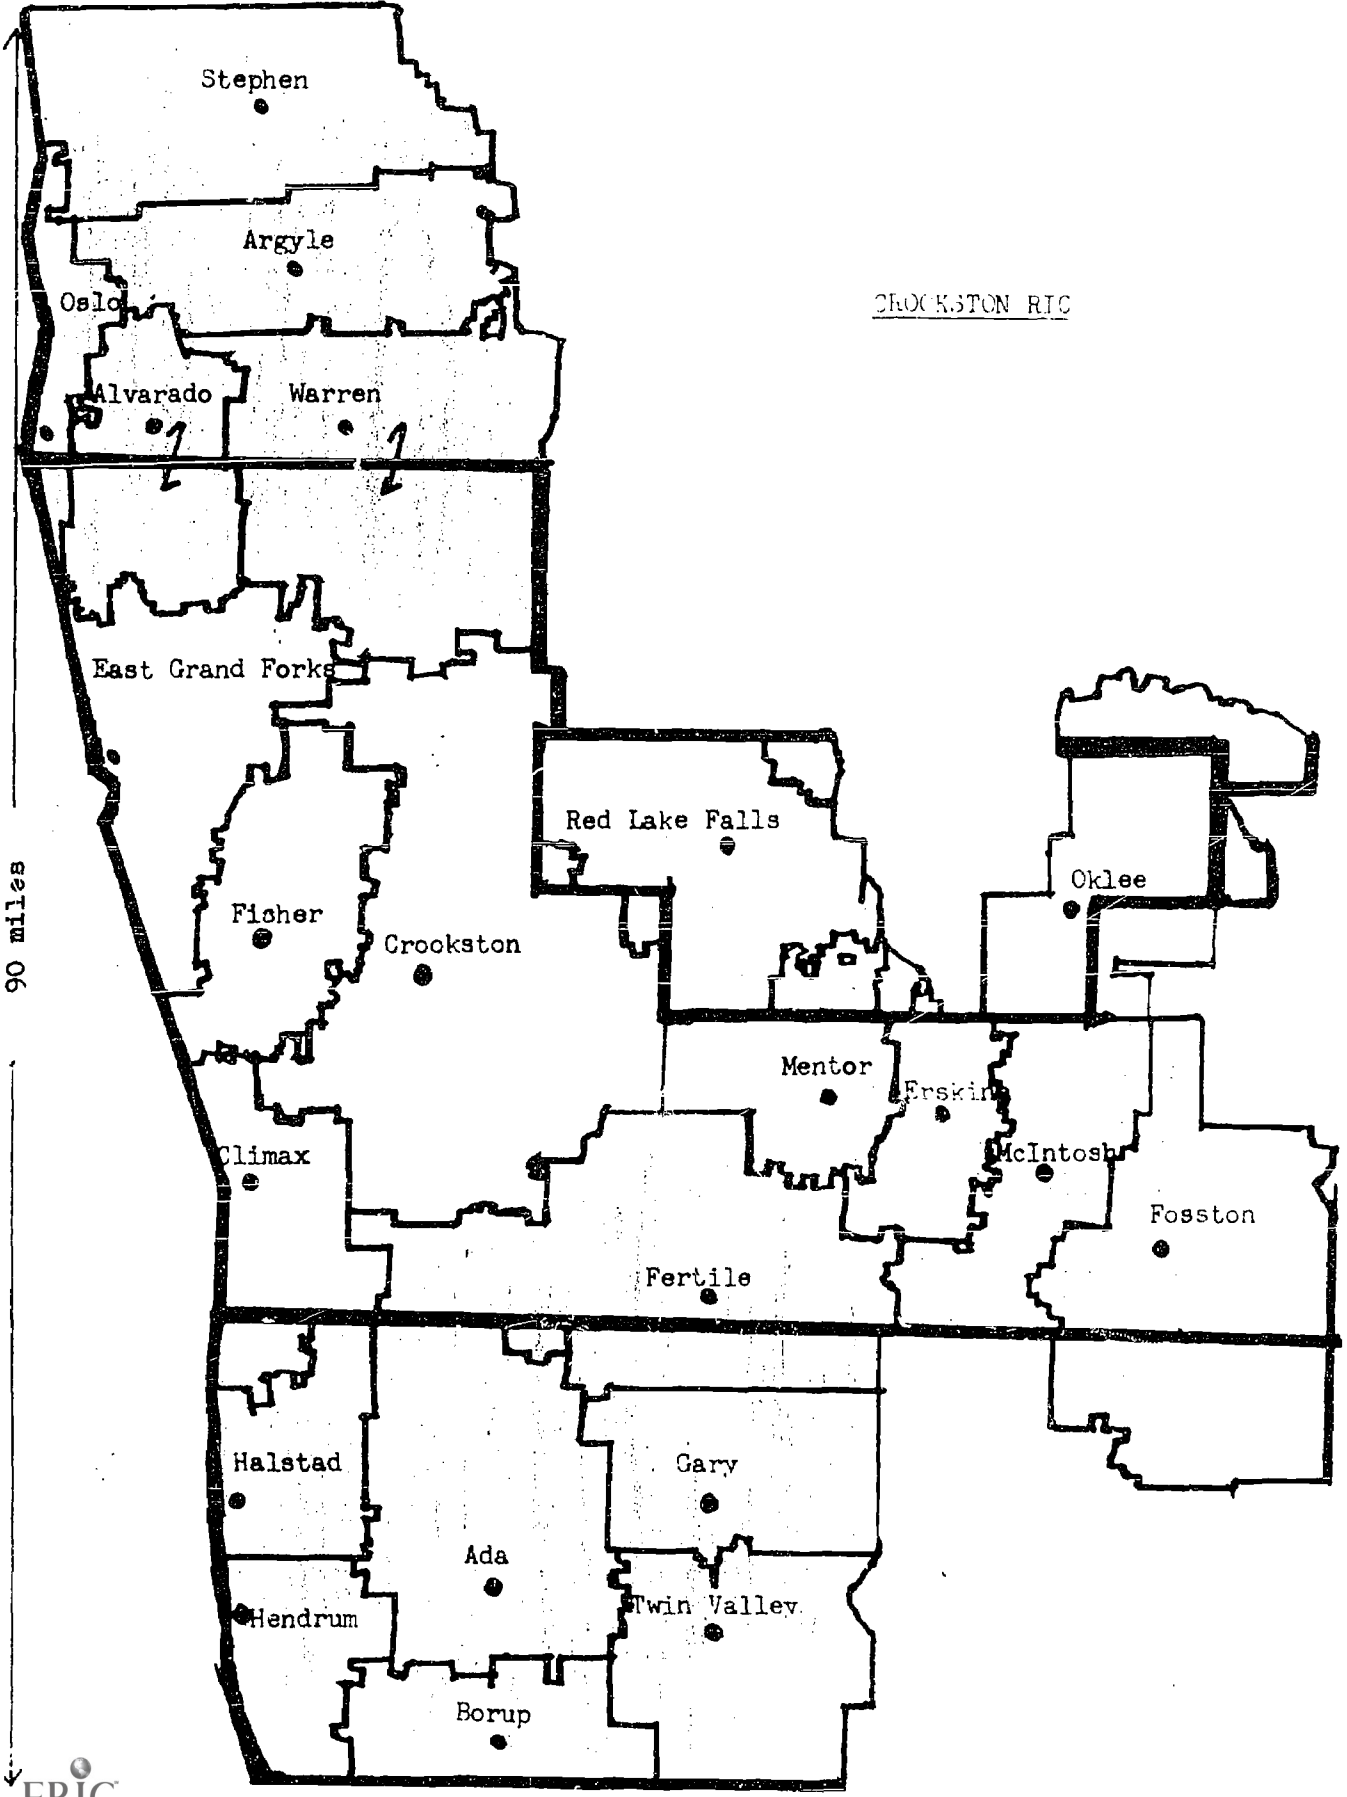 Stephen
Argyle
Oslo
CROOKSTON RIC
Alvarado
Warren
East Grand Forks
Red Lake Falls
90 miles
Oklee
Fisher
Crookston
Mentor
Erskine
McIntosh
Climax
Fosston
Fertile
Halstad
Gary
Ada
Twin Valley
Hendrum
Borup
ERIC